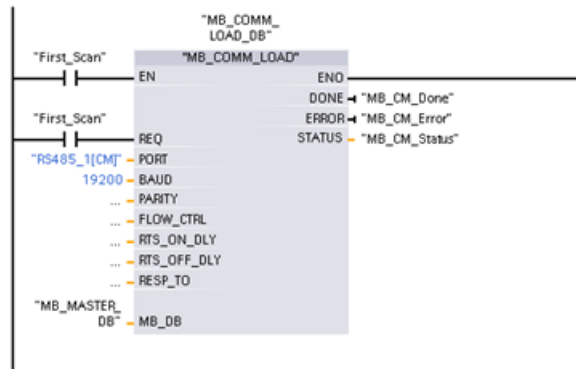 "MB_COMM_
LOAD_DB"
"First_Scan"
"MB_COMM_LOAD"
EN ENO
DONE "MB_CM_Done"
"First_Scan"
ERROR "MB_CM_Error"
REQ STATUS "MB_CM_Status"
"RS485_1[CM]" PORT
19200 BAUD
... PARITY
... FLOW_CTRL
... RTS_ON_DLY
... RTS_OFF_DLY
... RESP_TO
"MB_MASTER_
DB" MB_DB